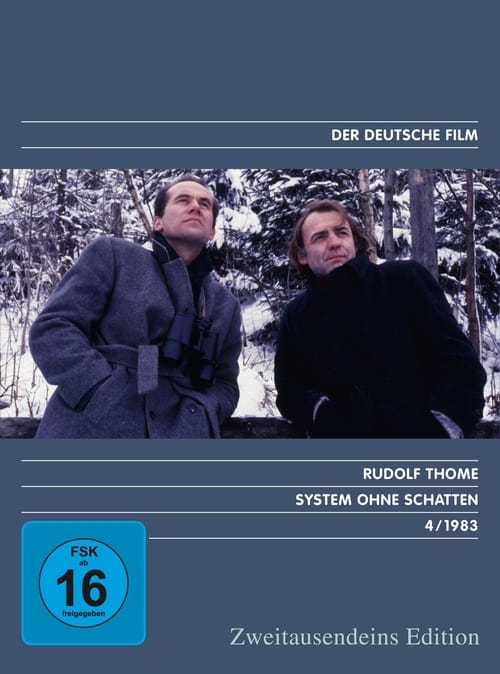 DER DEUTSCHE FILM
RUDOLF THOME
SYSTEM OHNE SCHATTEN
4/1983
FSK
ab
16
freigegeben
Zweitausendeins Edition